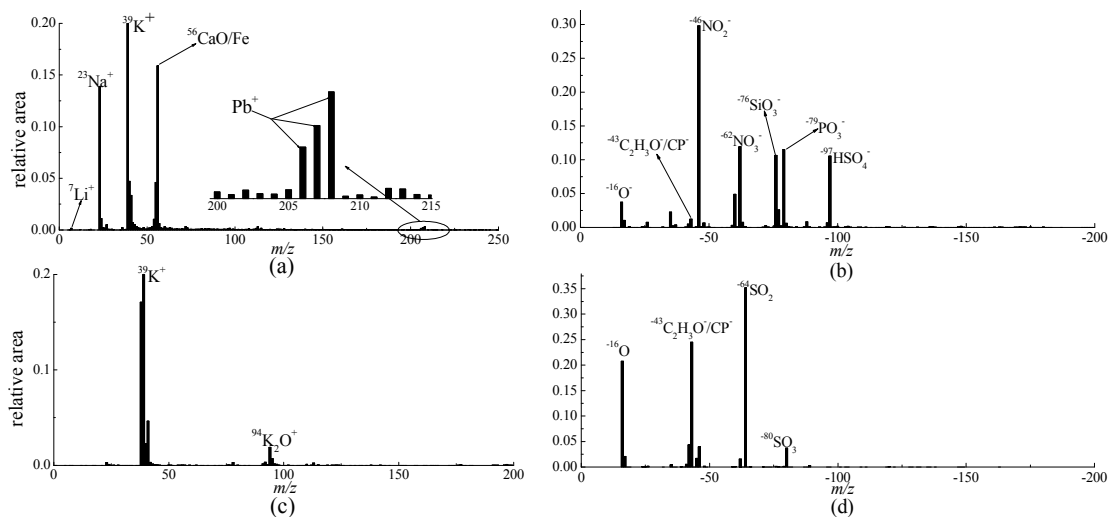 relative area
0.20
0.15
0.10
0.05
0.00
⁷Li⁺
²³Na⁺
³⁹K⁺
⁵⁶CaO/Fe
Pb⁺
200 205 210 215
0 50 100 150 200 250
m/z
(a)
0.30
0.25
0.20
0.15
0.10
0.05
0.00
⁻¹⁶O⁻
⁻⁴³C₂H₃O⁻/CP⁻
⁻⁴⁶NO₂⁻
⁻⁶²NO₃⁻
⁻⁷⁶SiO₃⁻
⁻⁷⁹PO₃⁻
⁻⁹⁷HSO₄⁻
0 -50 -100 -150 -200
m/z
(b)
relative area
0.2
0.1
0.0
³⁹K⁺
⁹⁴K₂O⁺
0 50 100 150 200
m/z
(c)
0.35
0.30
0.25
0.20
0.15
0.10
0.05
0.00
⁻¹⁶O
⁻⁴³C₂H₃O⁻/CP⁻
⁻⁶⁴SO₂
⁻⁸⁰SO₃
0 -50 -100 -150 -200
m/z
(d)